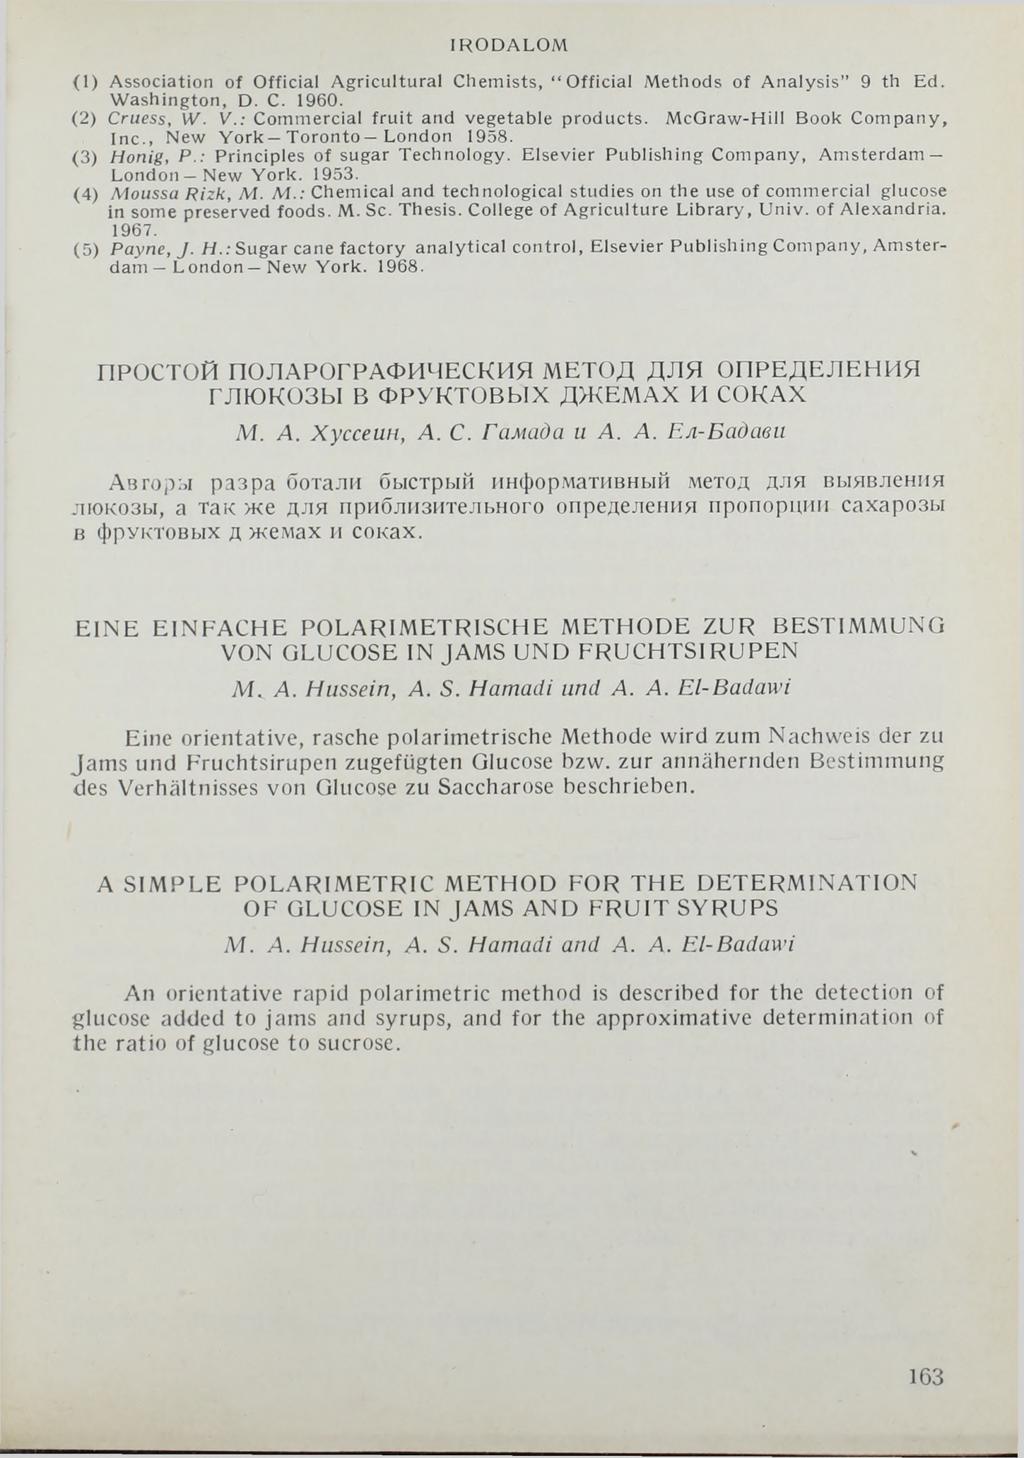 IRODALOM
(1) Association of Official Agricultural Chemists, “Official Methods of Analysis” 9 th Ed.
Washington, D. C. 1960.
(2) Cruess, W. V.: Commercial fruit and vegetable products. McGraw-Hill Book Company,
Inc., New York—Toronto—London 1958.
(3) Honig, P.: Principles of sugar Technology. Elsevier Publishing Company, Amsterdam—
London—New York. 1953.
(4) Moussa Rizk, M. M.: Chemical and technological studies on the use of commercial glucose
in some preserved foods. M. Sc. Thesis. College of Agriculture Library, Univ. of Alexandria.
1967.
(5) Payne, J. H.: Sugar cane factory analytical control, Elsevier Publishing Company, Amster-
dam—London—New York. 1968.
ПРОСТОЙ ПОЛАРОГРАФИЧЕСКИЯ МЕТОД ДЛЯ ОПРЕДЕЛЕНИЯ
ГЛЮКОЗЫ В ФРУКТОВЫХ ДЖЕМАХ И СОКАХ
М. А. Хуссеин, А. С. Гамада и А. А. Ел-Бадави
Авторы разра ботали быстрый информативный метод для выявления
люкозы, а так же для приблизительного определения пропорции сахарозы
в фруктовых д жемах и соках.
EINE EINFACHE POLARIMETRISCHE METHODE ZUR BESTIMMUNG
VON GLUCOSE IN JAMS UND FRUCHTSIRUPEN
M. A. Hussein, A. S. Hamadi und A. A. El-Badawi
Eine orientative, rasche polarimetrische Methode wird zum Nachweis der zu
Jams und Fruchtsirupen zugefügten Glucose bzw. zur annähernden Bestimmung
des Verhältnisses von Glucose zu Saccharose beschrieben.
A SIMPLE POLARIMETRIC METHOD FOR THE DETERMINATION
OF GLUCOSE IN JAMS AND FRUIT SYRUPS
M. A. Hussein, A. S. Hamadi and A. A. El-Badawi
An orientative rapid polarimetric method is described for the detection of
glucose added to jams and syrups, and for the approximative determination of
the ratio of glucose to sucrose.
163